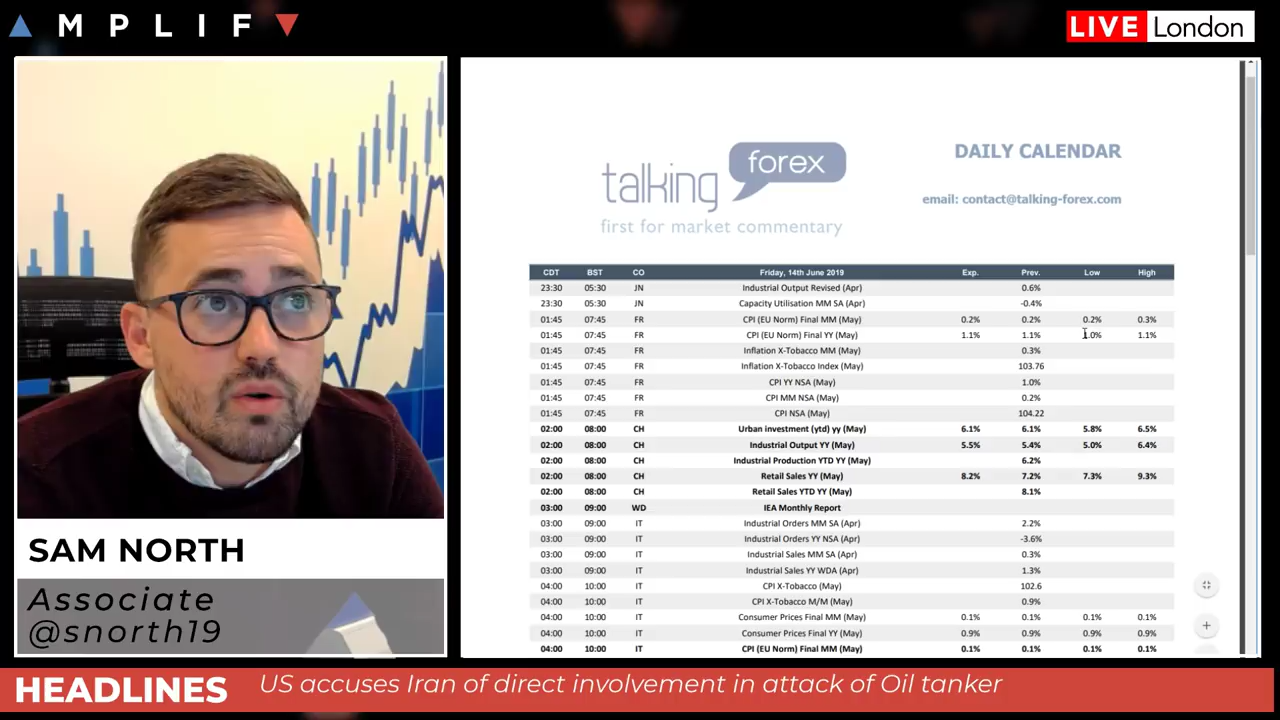 MPLIF
LIVE London
talking forex
first for market commentary
DAILY CALENDAR
email: contact@talking-forex.com
CDT BST CO Friday, 14th June 2019 Exp. Prev. Low High
23:30 05:30 JN Industrial Output Revised (Apr) 0.6%
23:30 05:30 JN Capacity Utilisation MM SA (Apr) -0.4%
01:45 07:45 FR CPI (EU Norm) Final MM (May) 0.2% 0.2% 0.2% 0.3%
01:45 07:45 FR CPI (EU Norm) Final YY (May) 1.1% 1.1% 1.0% 1.1%
01:45 07:45 FR Inflation X-Tobacco MM (May) 0.3%
01:45 07:45 FR Inflation X-Tobacco Index (May) 103.76
01:45 07:45 FR CPI YY NSA (May) 1.0%
01:45 07:45 FR CPI MM NSA (May) 0.2%
01:45 07:45 FR CPI NSA (May) 104.22
02:00 08:00 CH Urban investment (ytd) yy (May) 6.1% 6.1% 5.8% 6.5%
02:00 08:00 CH Industrial Output YY (May) 5.5% 5.4% 5.0% 6.4%
02:00 08:00 CH Industrial Production YTD YY (May) 6.2%
02:00 08:00 CH Retail Sales YY (May) 8.2% 7.2% 7.3% 9.3%
02:00 08:00 CH Retail Sales YTD YY (May) 8.1%
03:00 09:00 WD IEA Monthly Report
03:00 09:00 IT Industrial Orders MM SA (Apr) 2.2%
03:00 09:00 IT Industrial Orders YY NSA (Apr) -3.6%
03:00 09:00 IT Industrial Sales MM SA (Apr) 0.3%
03:00 09:00 IT Industrial Sales YY WDA (Apr) 1.3%
04:00 10:00 IT CPI X-Tobacco (May) 102.6
04:00 10:00 IT CPI X-Tobacco M/M (May) 0.9%
04:00 10:00 IT Consumer Prices Final MM (May) 0.1% 0.1% 0.1% 0.1%
04:00 10:00 IT Consumer Prices Final YY (May) 0.9% 0.9% 0.9% 0.9%
04:00 10:00 IT CPI (EU Norm) Final MM (May) 0.1% 0.1% 0.1% 0.1%
SAM NORTH
Associate
@snorth19
HEADLINES US accuses Iran of direct involvement in attack of Oil tanker